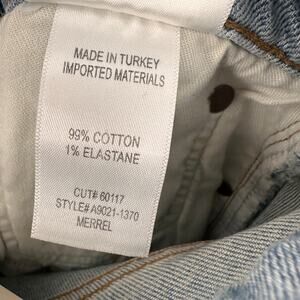 MADE IN TURKEY
IMPORTED MATERIALS
99% COTTON
1% ELASTANE
CUT# 60117
STYLE# A9021-1370
MERREL